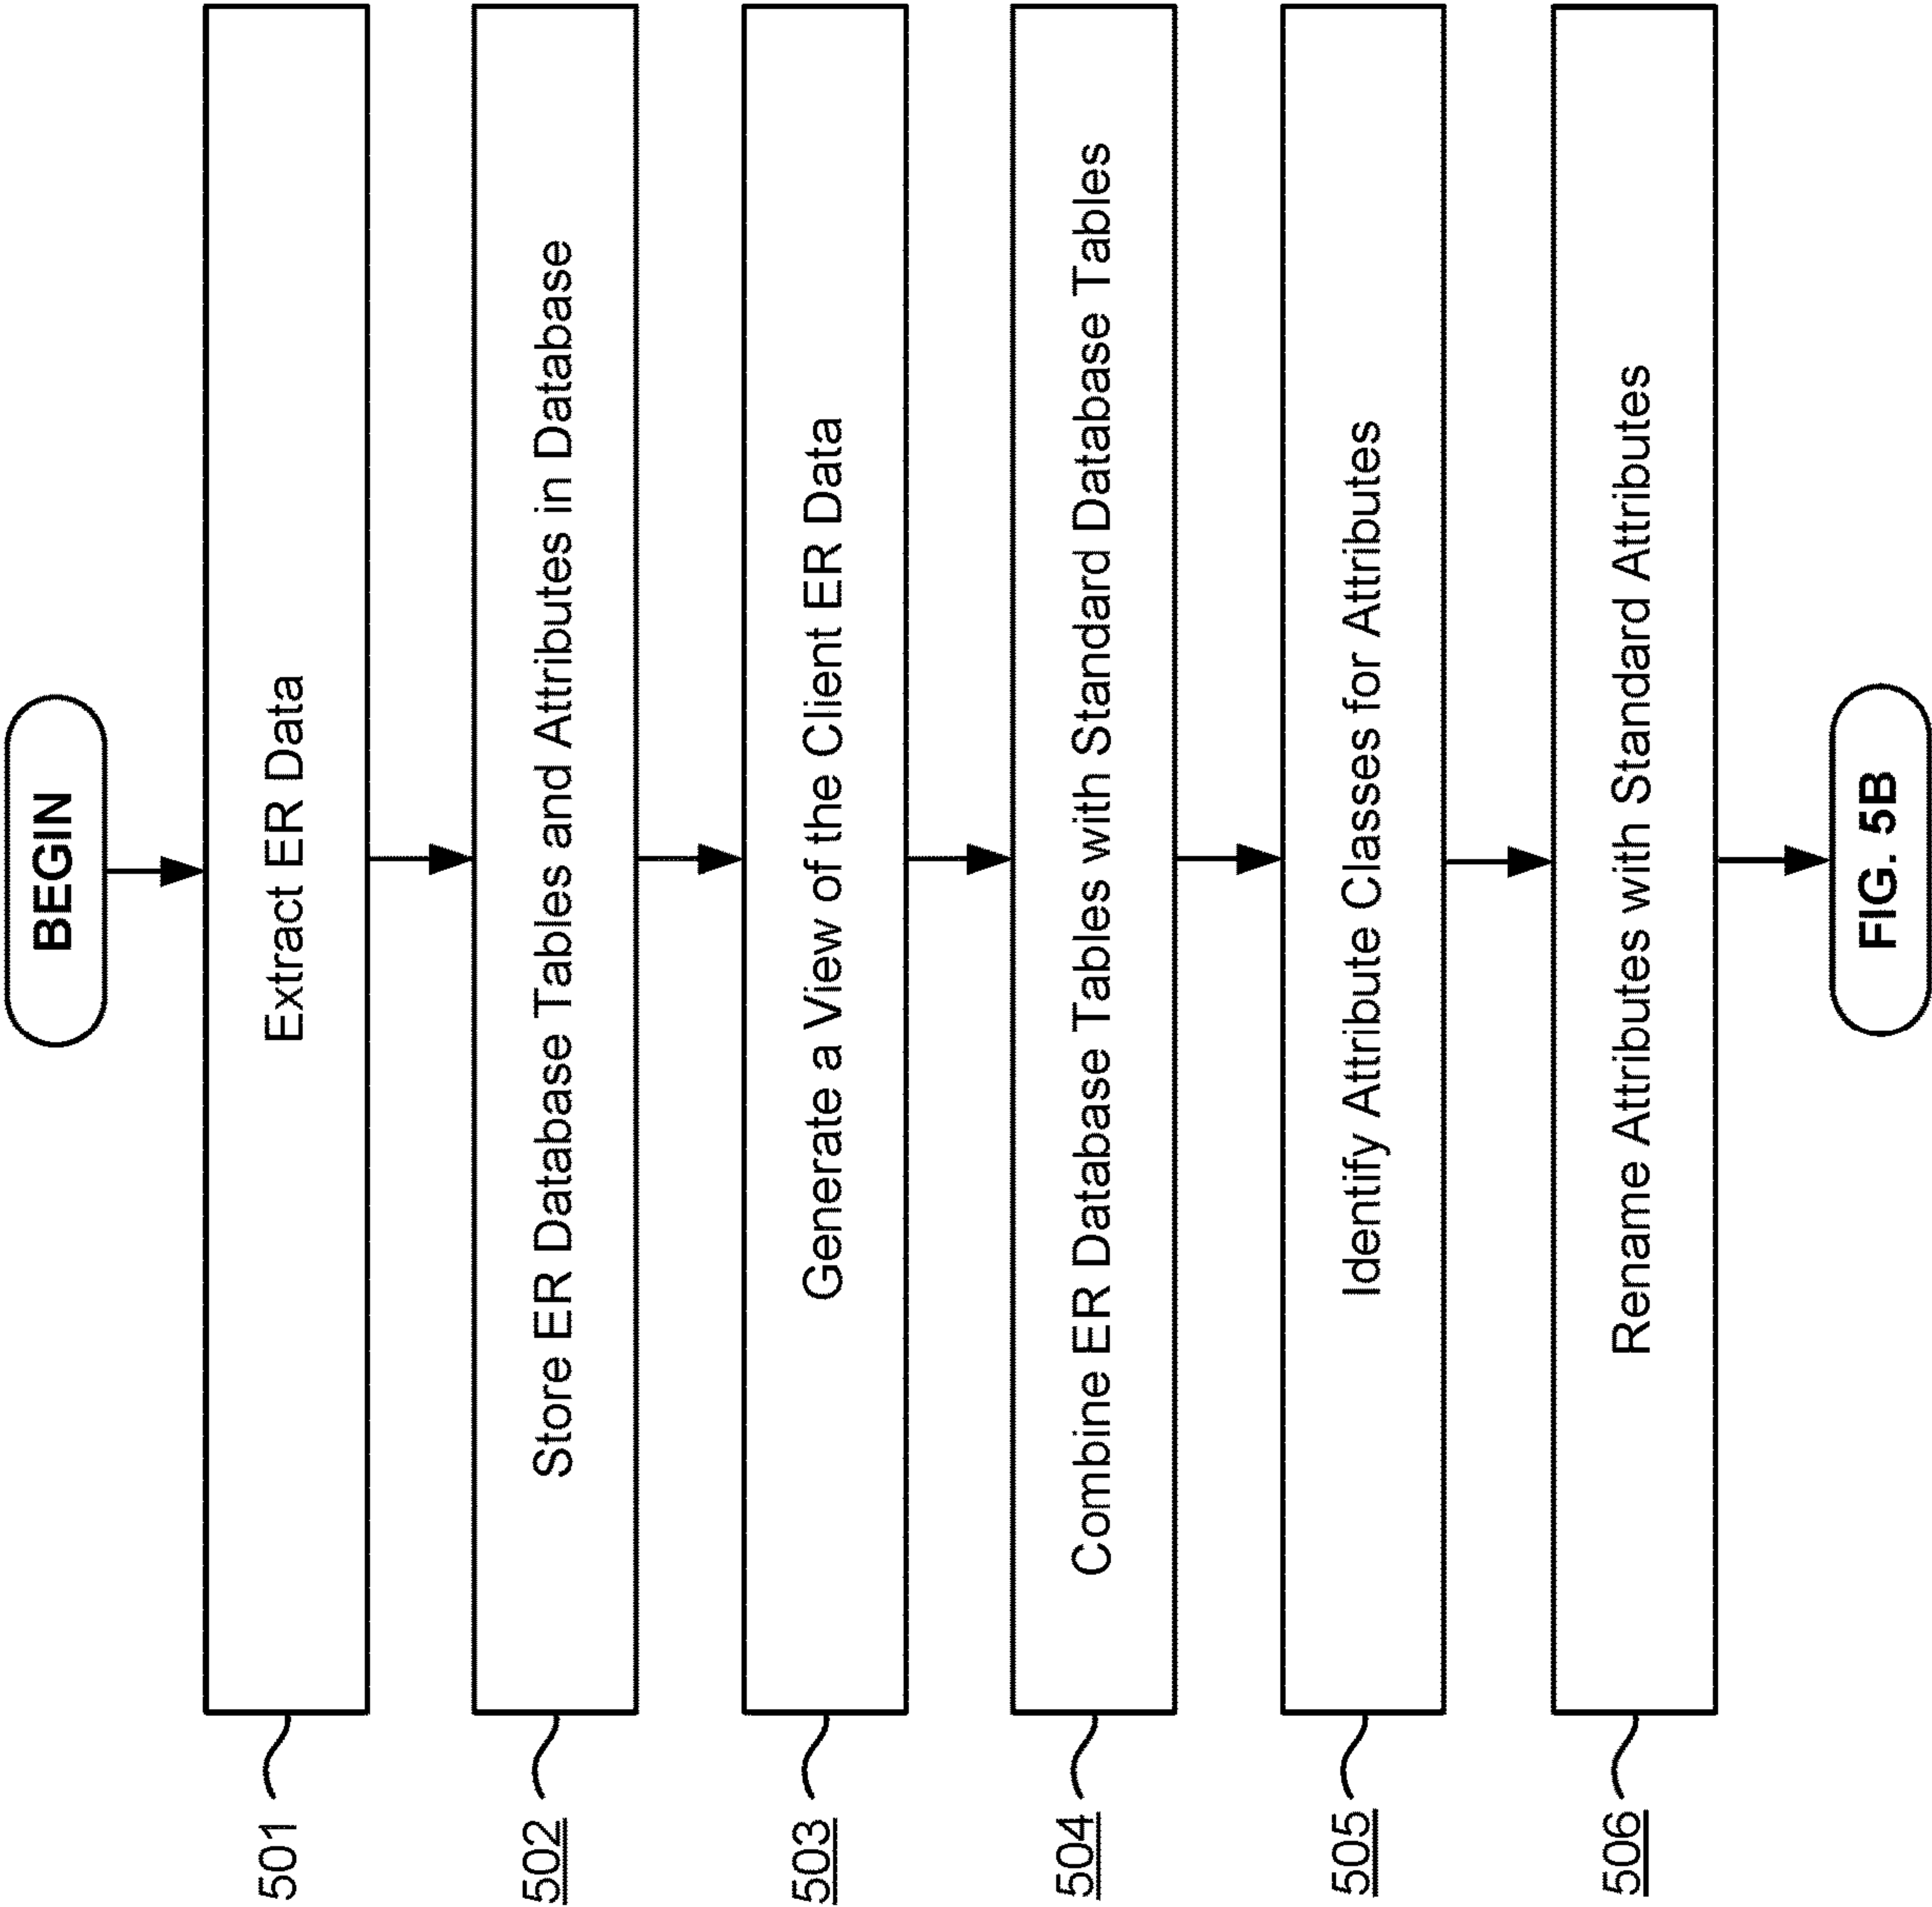 BEGIN
501
Extract ER Data
502
Store ER Database Tables and Attributes in Database
503
Generate a View of the Client ER Data
504
Combine ER Database Tables with Standard Database Tables
505
Identify Attribute Classes for Attributes
506
Rename Attributes with Standard Attributes
FIG. 5B